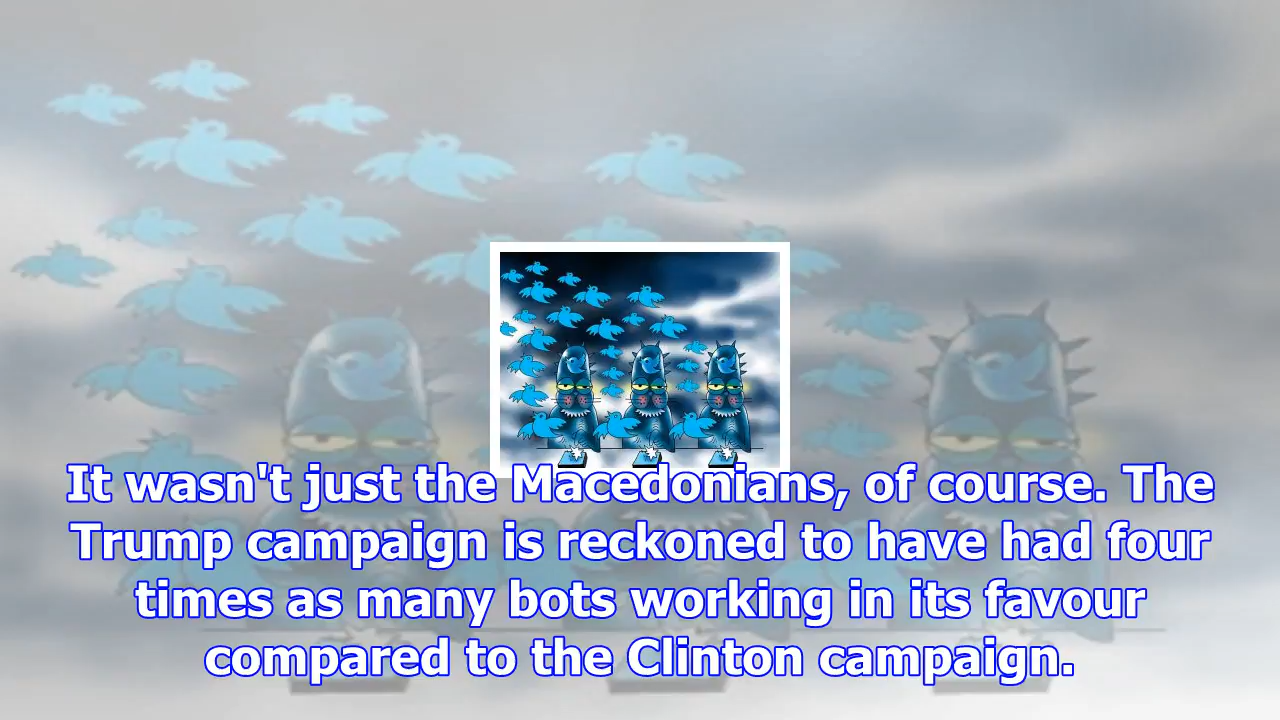 It wasn't just the Macedonians, of course. The
Trump campaign is reckoned to have had four
times as many bots working in its favour
compared to the Clinton campaign.